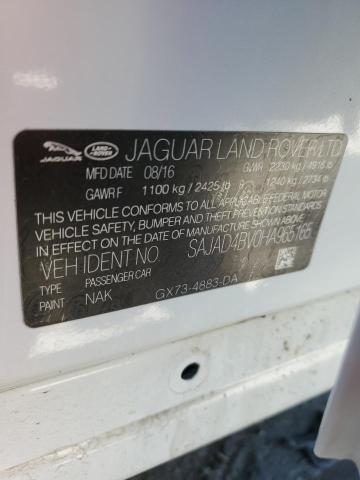 JAGUAR LAND-ROVER JAGUAR LAND ROVER LTD
MFD DATE 08/16 GVWR 2230 kg / 4916 lb
GAWR F 1100 kg / 2425 lb R 1240 kg / 2734 lb
THIS VEHICLE CONFORMS TO ALL APPLICABLE FEDERAL MOTOR
VEHICLE SAFETY, BUMPER AND THEFT PREVENTION STANDARDS
IN EFFECT ON THE DATE OF MANUFACTURE SHOWN ABOVE
VEH IDENT NO. SAJAD4BV0HA965165
TYPE PASSENGER CAR
PAINT NAK GX73-4883-DA